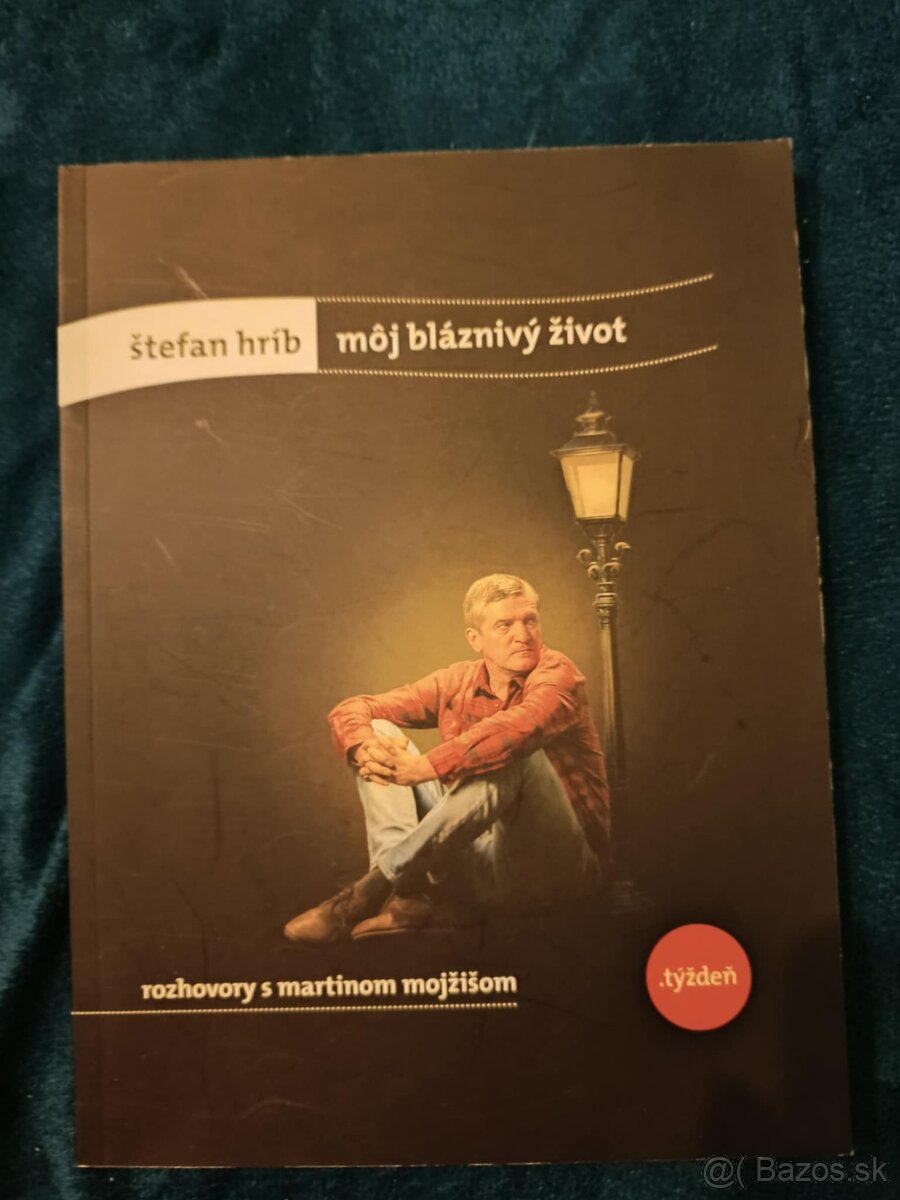 štefan hríb
môj bláznivý život
rozhovory s martinom mojžišom
.týždeň
@( Bazos.sk